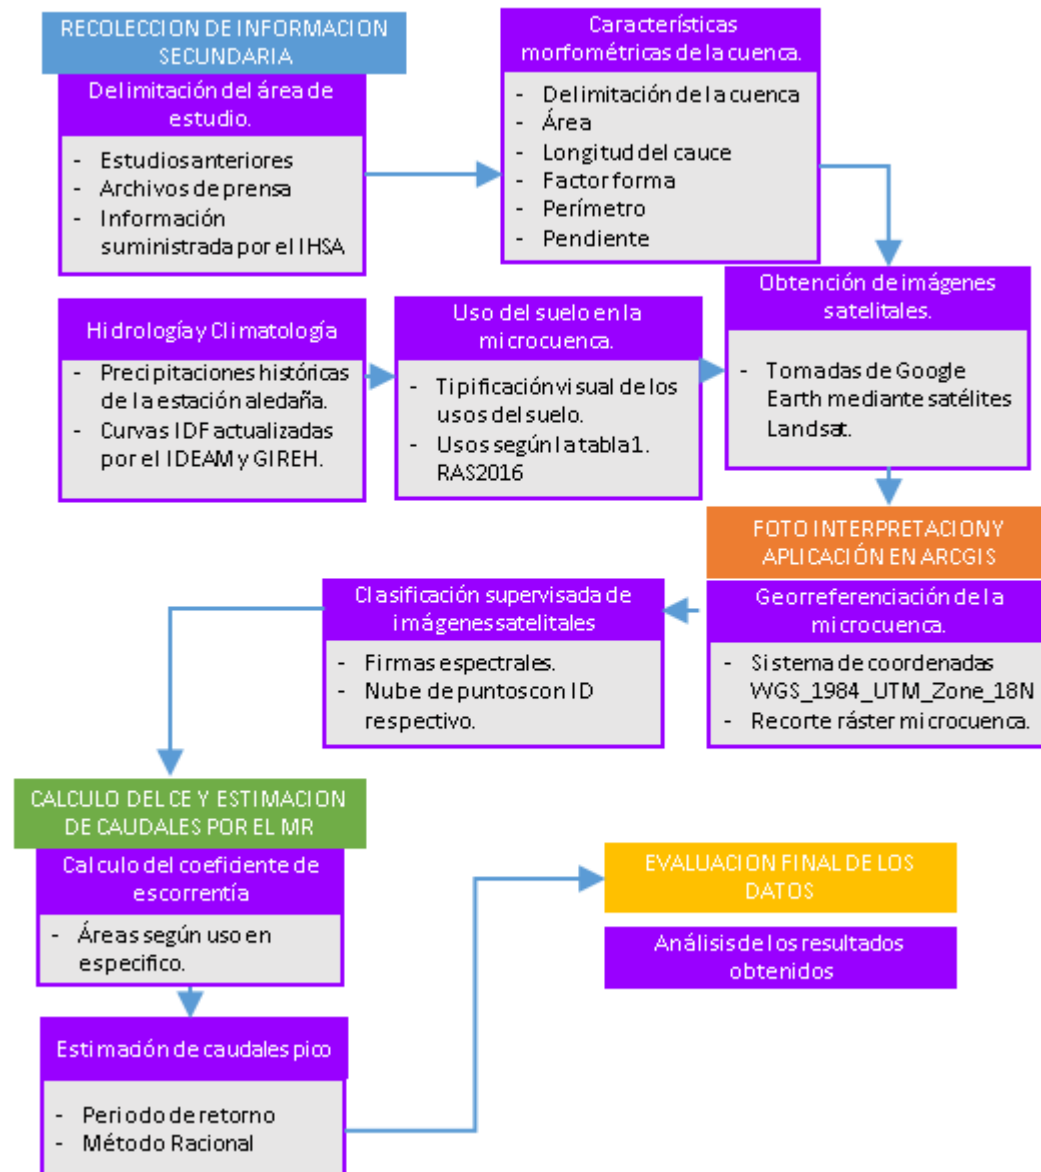 RECOLECCION DE INFORMACION
SECUNDARIA
Delimitación del área de
estudio.
- Estudios anteriores
- Archivos de prensa
- Información
suministrada por el IHSA
Características
morfométricas de la cuenca.
- Delimitación de la cuenca
- Área
- Longitud del cauce
- Factor forma
- Perímetro
- Pendiente
Hidrología y Climatología
- Precipitaciones históricas
de la estación aledaña.
- Curvas IDF actualizadas
por el IDEAM y GIREH.
Uso del suelo en la
microcuenca.
- Tipificación visual de los
usos del suelo.
- Usos según la tabla 1.
RAS2016
Obtención de imágenes
satelitales.
- Tomadas de Google
Earth mediante satélites
Landsat.
FOTO INTERPRETACION Y
APLICACIÓN EN ARCGIS
Georreferenciación de la
microcuenca.
- Sistema de coordenadas
WGS_1984_UTM_Zone_18N
- Recorte ráster microcuenca.
Clasificación supervisada de
imágenes satelitales
- Firmas espectrales.
- Nube de puntos con ID
respectivo.
CALCULO DEL CE Y ESTIMACION
DE CAUDALES POR EL MR
Calculo del coeficiente de
escorrentía
- Áreas según uso en
especifico.
Estimación de caudales pico
- Periodo de retorno
- Método Racional
EVALUACION FINAL DE LOS
DATOS
Análisis de los resultados
obtenidos